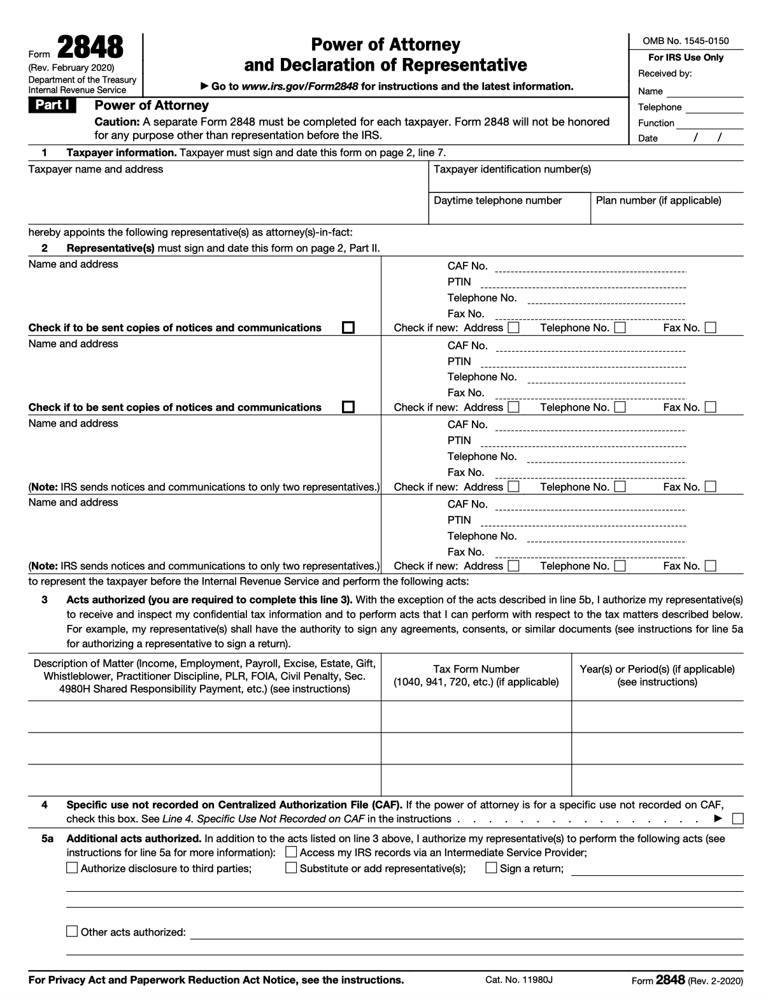 Form 2848
(Rev. February 2020)
Department of the Treasury
Internal Revenue Service
Power of Attorney
and Declaration of Representative
▶ Go to www.irs.gov/Form2848 for instructions and the latest information.
OMB No. 1545-0150
For IRS Use Only
Received by:
Name
Telephone
Function
Date / /
Part I Power of Attorney
Caution: A separate Form 2848 must be completed for each taxpayer. Form 2848 will not be honored
for any purpose other than representation before the IRS.
1 Taxpayer information. Taxpayer must sign and date this form on page 2, line 7.
Taxpayer name and address
Taxpayer identification number(s)
Daytime telephone number
Plan number (if applicable)
hereby appoints the following representative(s) as attorney(s)-in-fact:
2 Representative(s) must sign and date this form on page 2, Part II.
Name and address
CAF No.
PTIN
Telephone No.
Fax No.
Check if to be sent copies of notices and communications
Check if new: Address Telephone No. Fax No.
Name and address
CAF No.
PTIN
Telephone No.
Fax No.
Check if to be sent copies of notices and communications
Check if new: Address Telephone No. Fax No.
Name and address
CAF No.
PTIN
Telephone No.
Fax No.
(Note: IRS sends notices and communications to only two representatives.)
Check if new: Address Telephone No. Fax No.
Name and address
CAF No.
PTIN
Telephone No.
Fax No.
(Note: IRS sends notices and communications to only two representatives.)
Check if new: Address Telephone No. Fax No.
to represent the taxpayer before the Internal Revenue Service and perform the following acts:
3 Acts authorized (you are required to complete this line 3). With the exception of the acts described in line 5b, I authorize my representative(s)
to receive and inspect my confidential tax information and to perform acts that I can perform with respect to the tax matters described below.
For example, my representative(s) shall have the authority to sign any agreements, consents, or similar documents (see instructions for line 5a
for authorizing a representative to sign a return).
Description of Matter (Income, Employment, Payroll, Excise, Estate, Gift,
Whistleblower, Practitioner Discipline, PLR, FOIA, Civil Penalty, Sec.
4980H Shared Responsibility Payment, etc.) (see instructions)
Tax Form Number
(1040, 941, 720, etc.) (if applicable)
Year(s) or Period(s) (if applicable)
(see instructions)
4 Specific use not recorded on Centralized Authorization File (CAF). If the power of attorney is for a specific use not recorded on CAF,
check this box. See Line 4. Specific Use Not Recorded on CAF in the instructions . . . . . . . . . . . . . . . . ▶
5a Additional acts authorized. In addition to the acts listed on line 3 above, I authorize my representative(s) to perform the following acts (see
instructions for line 5a for more information): Access my IRS records via an Intermediate Service Provider;
Authorize disclosure to third parties; Substitute or add representative(s); Sign a return;
Other acts authorized:
For Privacy Act and Paperwork Reduction Act Notice, see the instructions.
Cat. No. 11980J
Form 2848 (Rev. 2-2020)